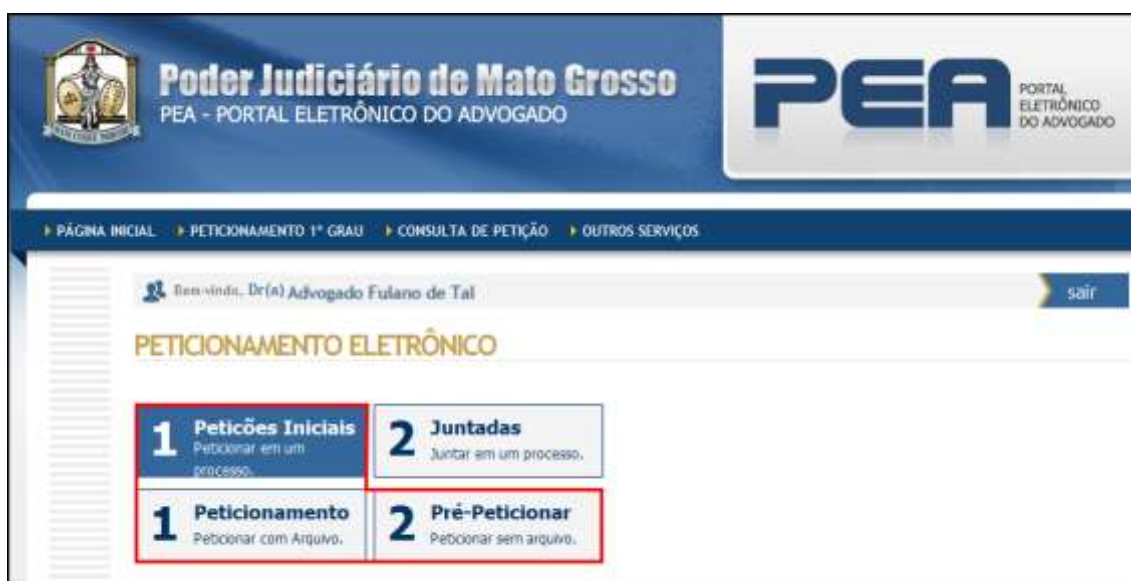 Poder Judiciário de Mato Grosso
PEA - PORTAL ELETRÔNICO DO ADVOGADO
PEA
PORTAL
ELETRÔNICO
DO ADVOGADO
PÁGINA INICIAL PETICIONAMENTO 1º GRAU CONSULTA DE PETIÇÃO OUTROS SERVIÇOS
Bem-vindo, Dr(a) Advogado Fulano de Tal
sair
PETICIONAMENTO ELETRÔNICO
1 Peticões Iniciais
Peticionar em um
processo.
2 Juntadas
Juntar em um processo.
1 Peticionamento
Peticionar com Arquivo.
2 Pré-Peticionar
Peticionar sem arquivo.